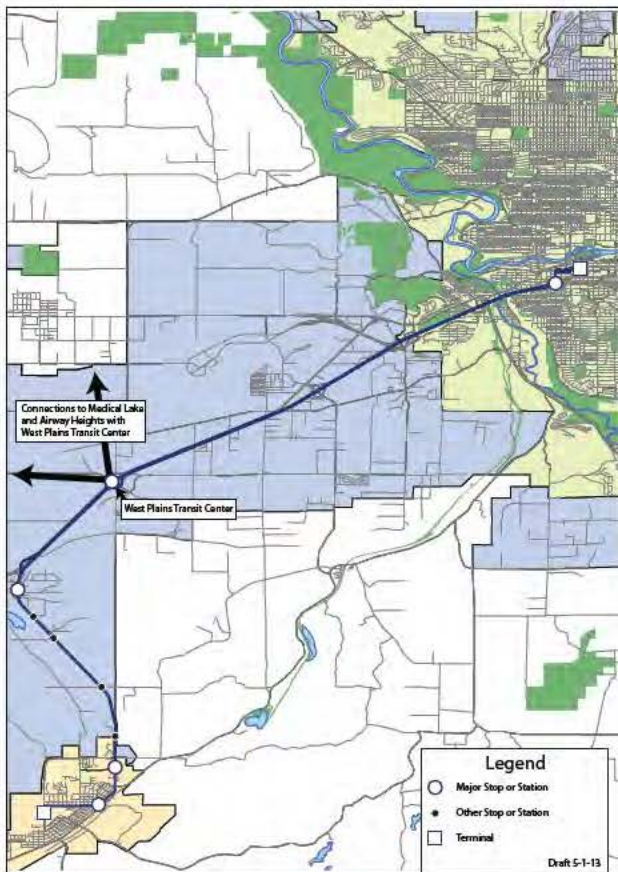 Connections to Medical Lake
and Airway Heights with
West Plains Transit Center
West Plains Transit Center
Legend
Major Stop or Station
Other Stop or Station
Terminal
Draft 5-1-13